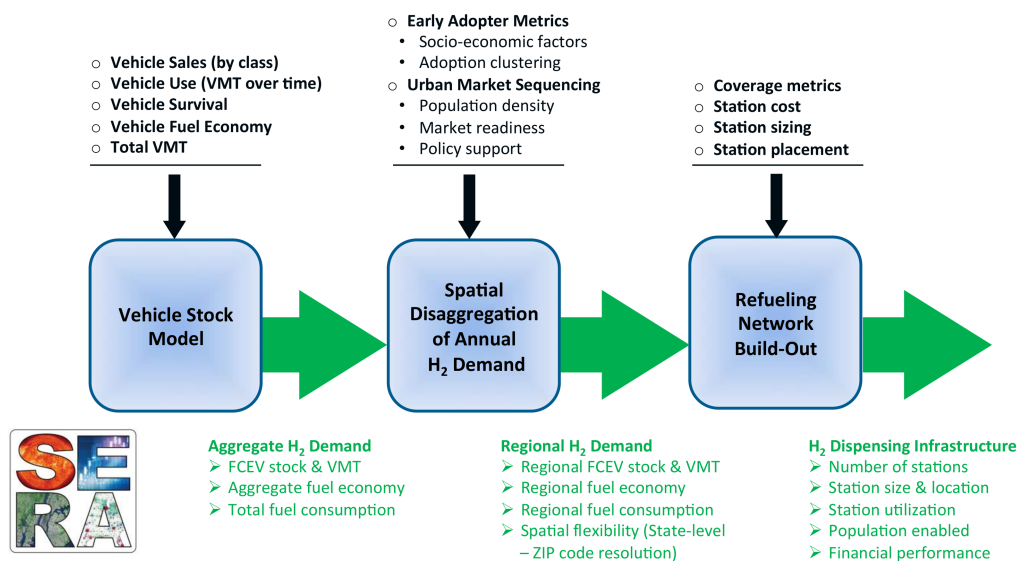 ○ Vehicle Sales (by class)
○ Vehicle Use (VMT over time)
○ Vehicle Survival
○ Vehicle Fuel Economy
○ Total VMT
○ Early Adopter Metrics
• Socio-economic factors
• Adoption clustering
○ Urban Market Sequencing
• Population density
• Market readiness
• Policy support
○ Coverage metrics
○ Station cost
○ Station sizing
○ Station placement
Vehicle Stock
Model
Spatial
Disaggregation
of Annual
H₂ Demand
Refueling
Network
Build-Out
SERA
Aggregate H₂ Demand
➢ FCEV stock & VMT
➢ Aggregate fuel economy
➢ Total fuel consumption
Regional H₂ Demand
➢ Regional FCEV stock & VMT
➢ Regional fuel economy
➢ Regional fuel consumption
➢ Spatial flexibility (State-level
– ZIP code resolution)
H₂ Dispensing Infrastructure
➢ Number of stations
➢ Station size & location
➢ Station utilization
➢ Population enabled
➢ Financial performance